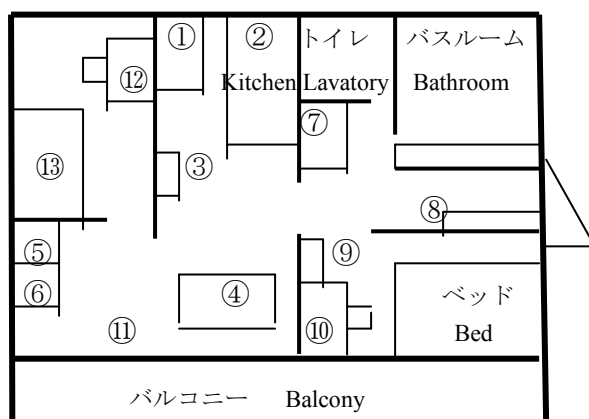 ① ② トイレ バスルーム
⑫ Kitchen Lavatory Bathroom
⑦
⑬ ③
⑧
⑤ ⑨
⑥ ④ ベッド
⑪ ⑩ Bed
バルコニー Balcony